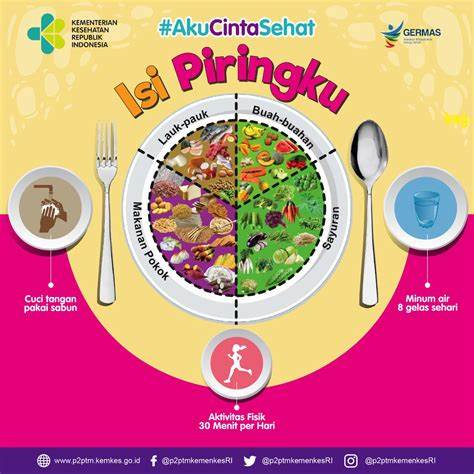 KEMENTERIAN
KESEHATAN
REPUBLIK
INDONESIA
#AkuCintaSehat
GERMAS
Isi Piringku
Lauk-pauk
Buah-buahan
Makanan Pokok
Sayuran
Cuci tangan
pakai sabun
Minum air
8 gelas sehari
Aktivitas Fisik
30 Menit per Hari
www.p2ptm.kemkes.go.id
@p2ptmkemenkesRI
@p2ptmkemenkesRI
@p2ptmkemenkesRI